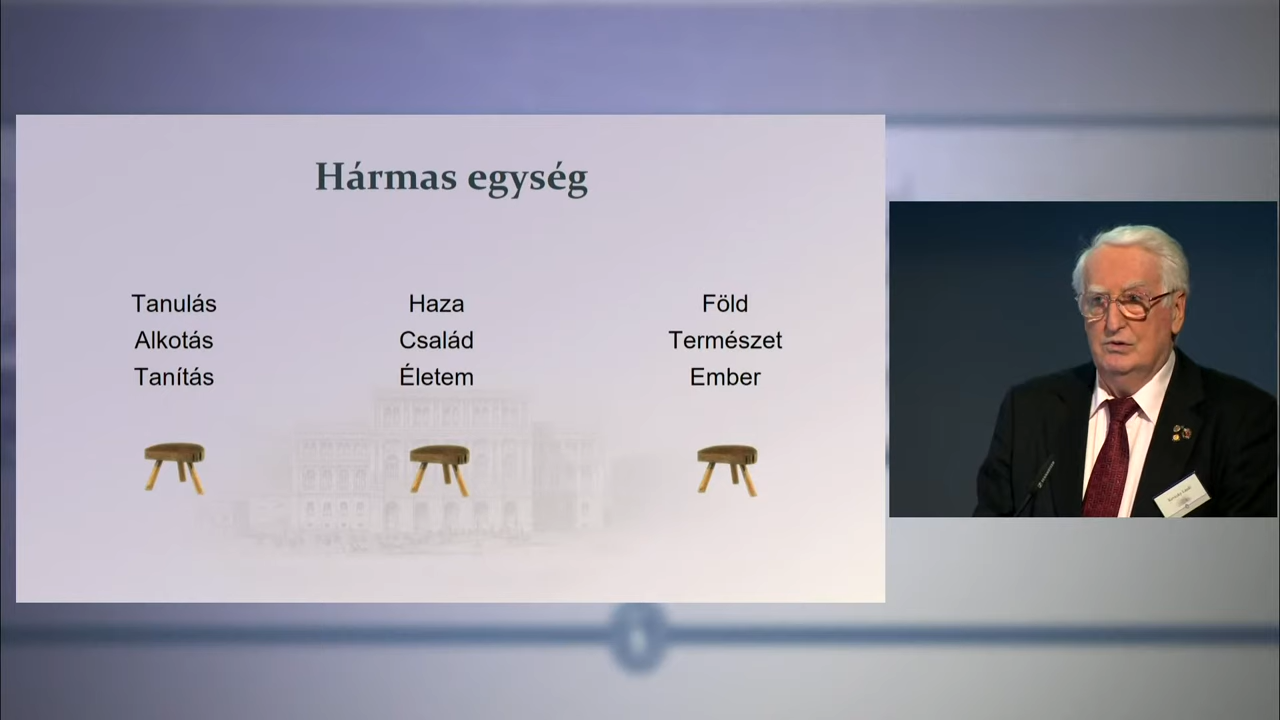 Hármas egység
Tanulás
Alkotás
Tanítás
Haza
Család
Életem
Föld
Természet
Ember